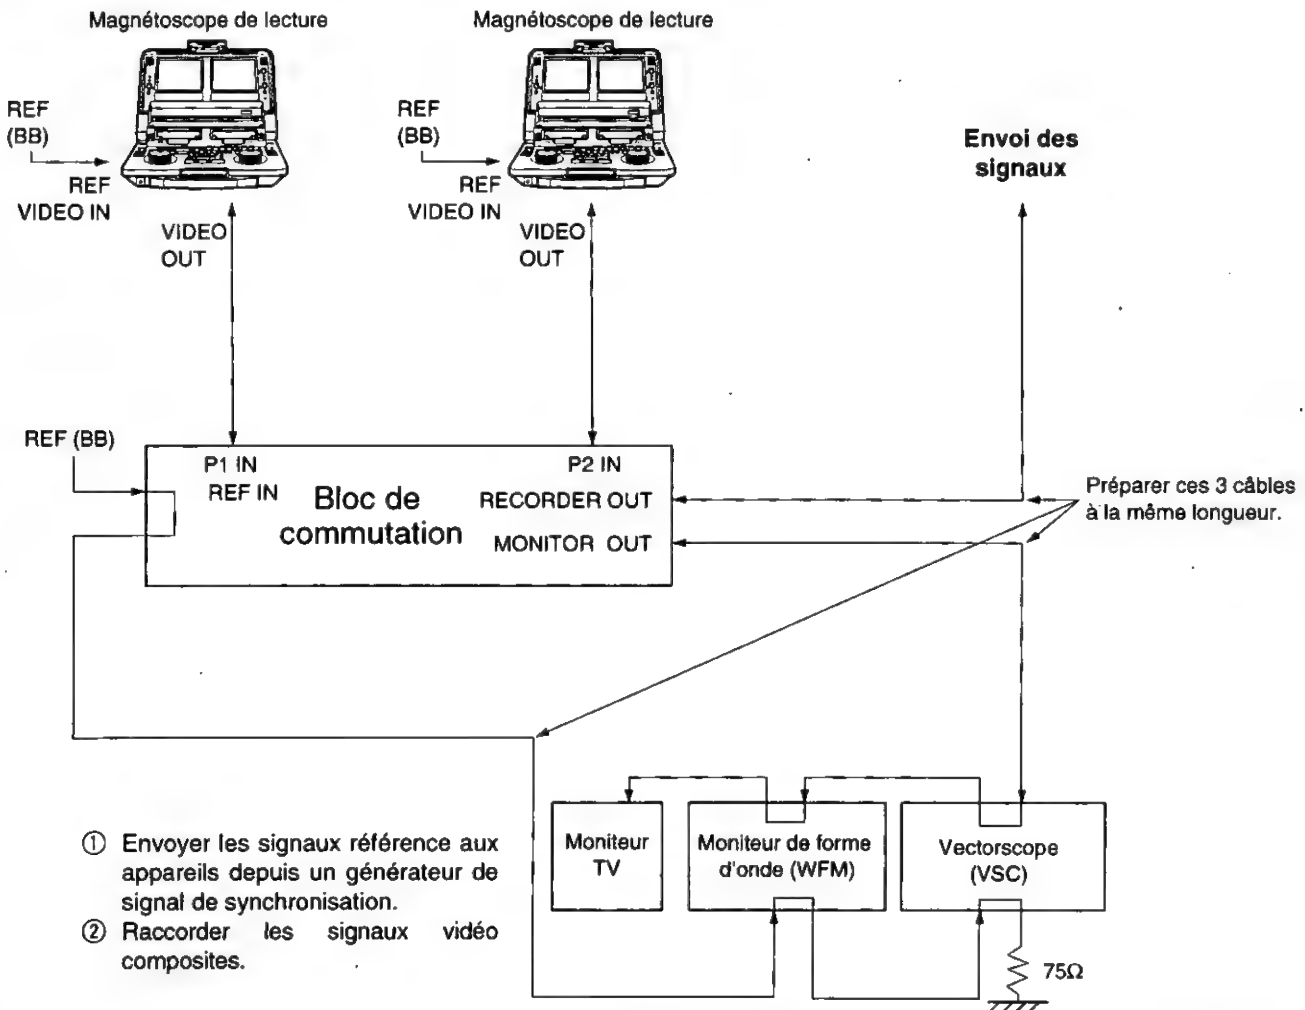 Magnétoscope de lecture
Magnétoscope de lecture
REF
(BB)
REF
VIDEO IN
VIDEO
OUT
REF
(BB)
REF
VIDEO IN
VIDEO
OUT
Envoi des
signaux
REF (BB)
P1 IN
REF IN
P2 IN
Bloc de
commutation
RECORDER OUT
MONITOR OUT
Préparer ces 3 câbles
à la même longueur.
Moniteur
TV
Moniteur de forme
d'onde (WFM)
Vectorscope
(VSC)
75Ω
① Envoyer les signaux référence aux
appareils depuis un générateur de
signal de synchronisation.
② Raccorder les signaux vidéo
composites.